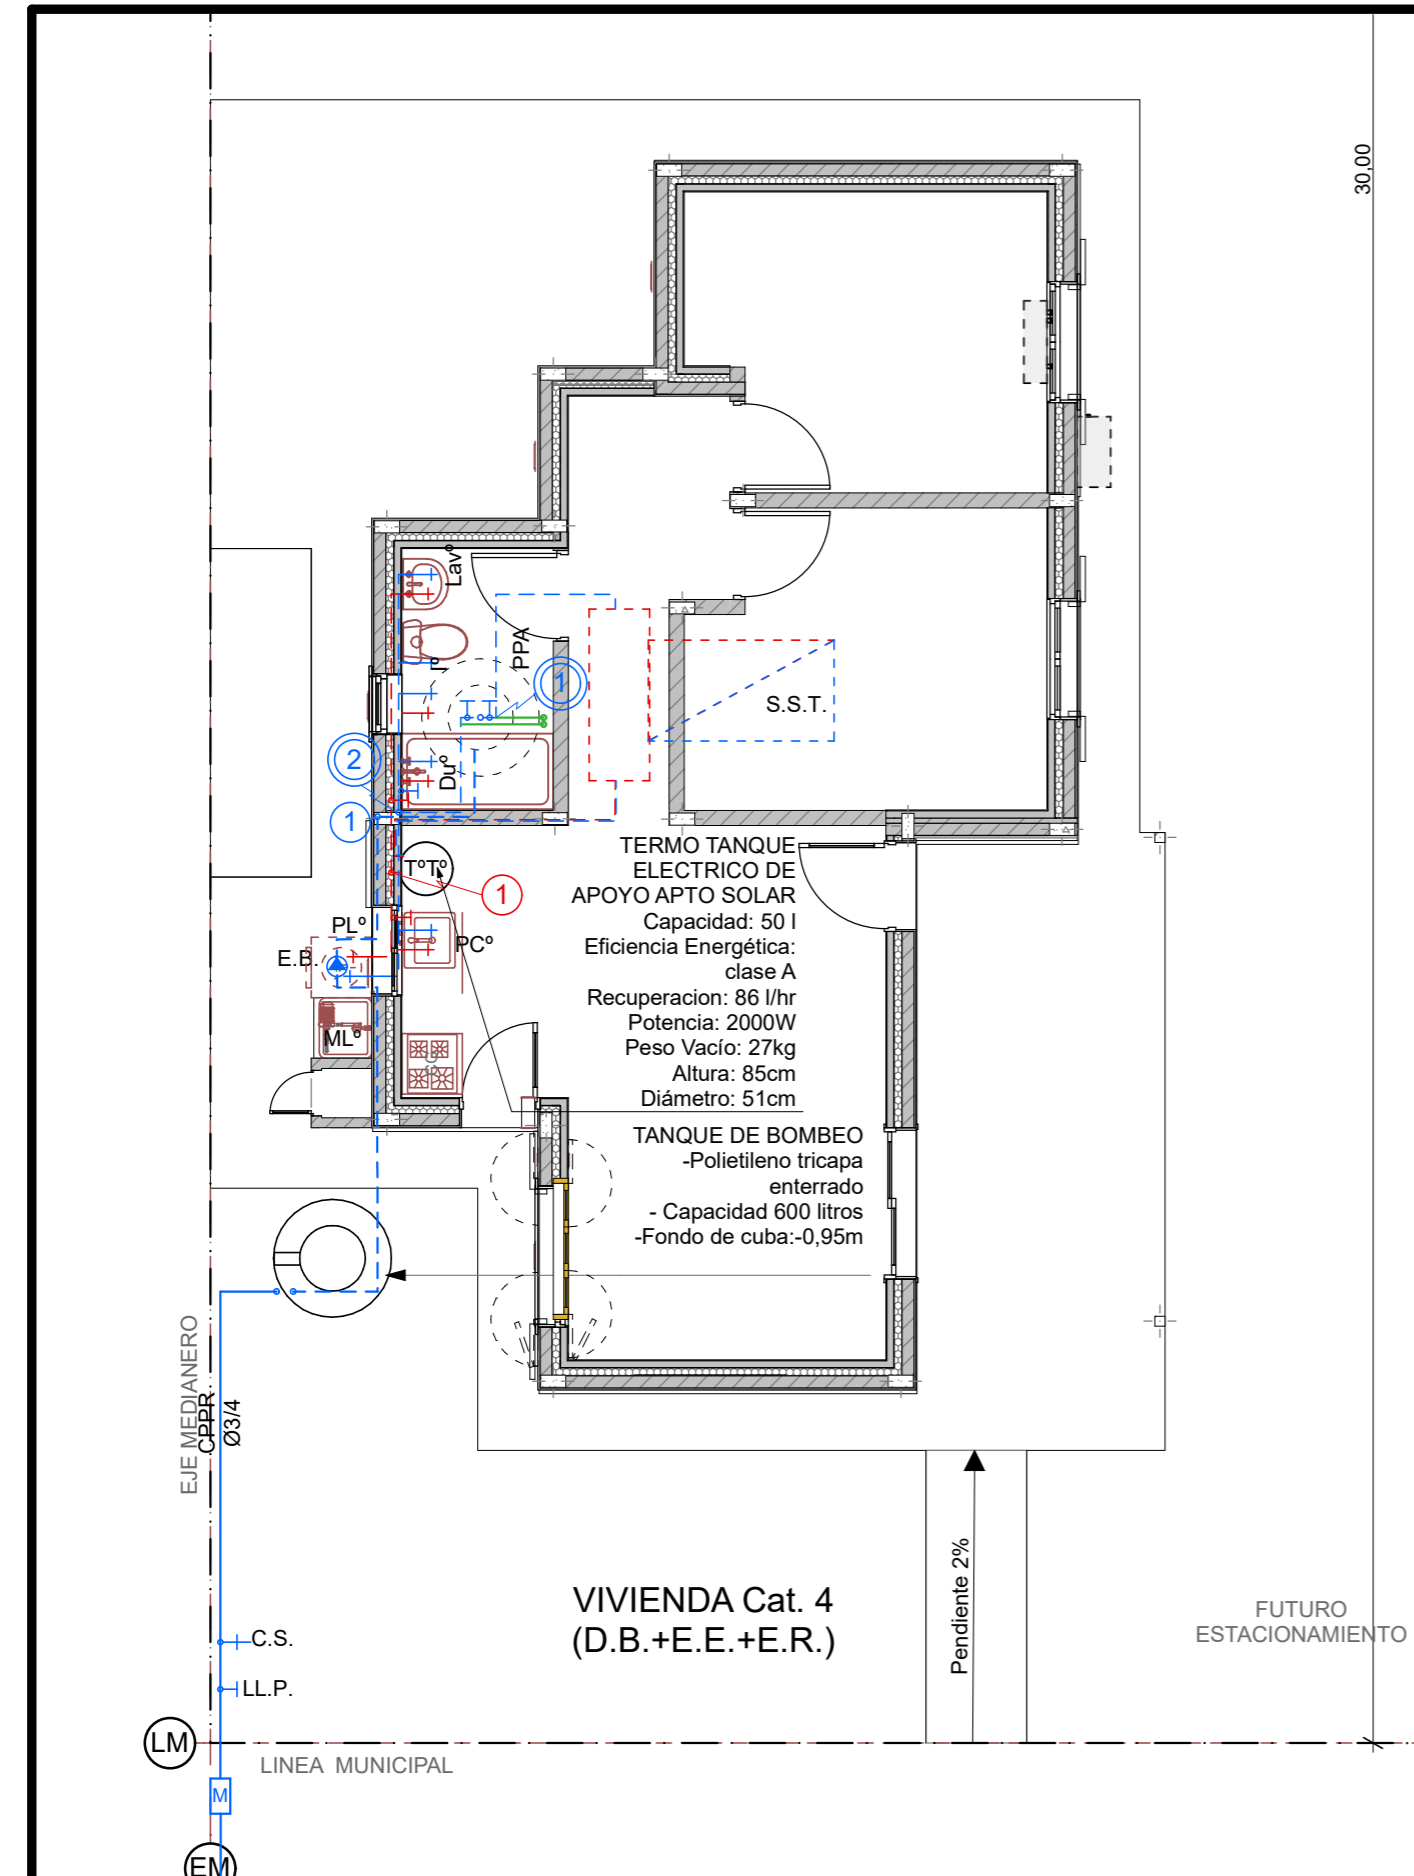 30,00
Lavº
Iº
PPA
1
S.S.T.
2
Duº
1
TºTº
1
TERMO TANQUE
ELECTRICO DE
APOYO APTO SOLAR
Capacidad: 50 l
Eficiencia Energética:
clase A
Recuperacion: 86 l/hr
Potencia: 2000W
Peso Vacío: 27kg
Altura: 85cm
Diámetro: 51cm
PLº
PCº
E.B.
MLº
TANQUE DE BOMBEO
-Polietileno tricapa
enterrado
- Capacidad 600 litros
-Fondo de cuba:-0,95m
EJE MEDIANERO
CPPR
Ø3/4
VIVIENDA Cat. 4
(D.B.+E.E.+E.R.)
Pendiente 2%
FUTURO
ESTACIONAMIENTO
C.S.
LL.P.
LM
LINEA MUNICIPAL
M
EM